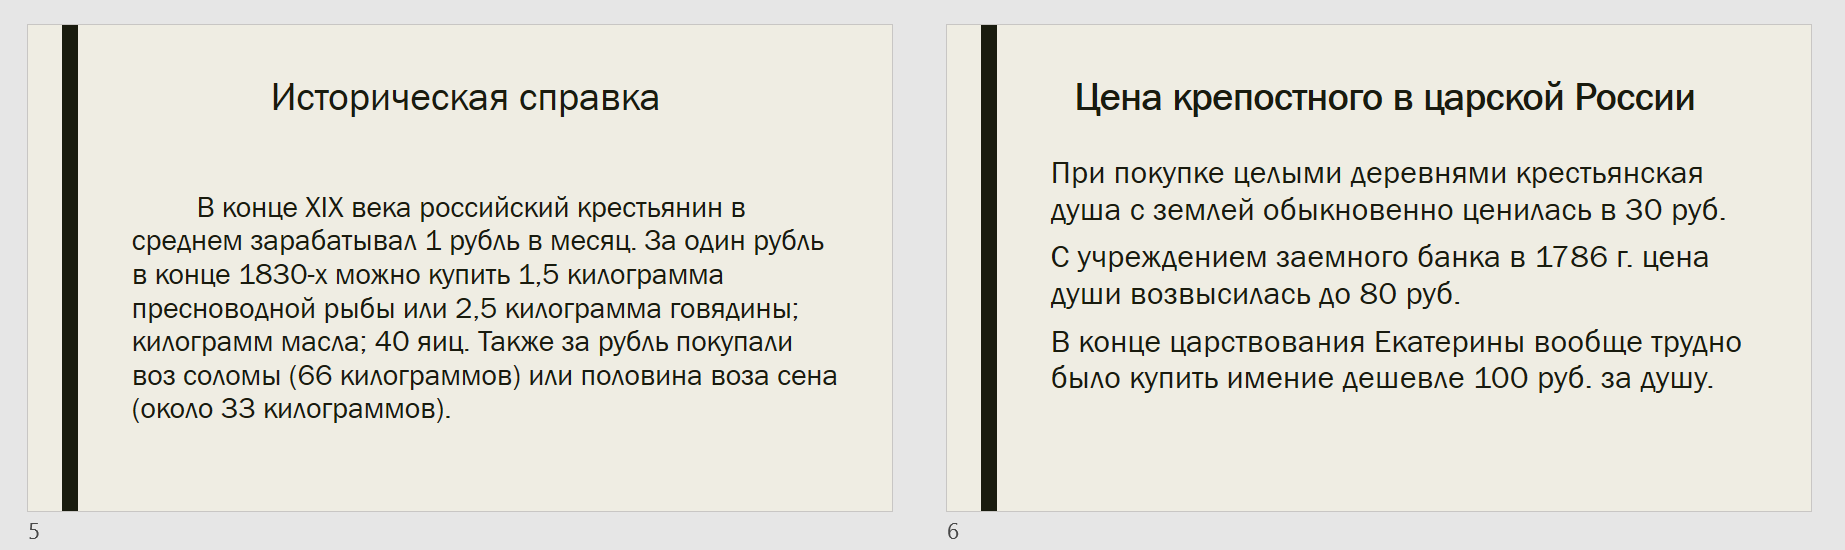 Историческая справка
В конце XIX века российский крестьянин в
среднем зарабатывал 1 рубль в месяц. За один рубль
в конце 1830-х можно купить 1,5 килограмма
пресноводной рыбы или 2,5 килограмма говядины;
килограмм масла; 40 яиц. Также за рубль покупали
воз соломы (66 килограммов) или половина воза сена
(около 33 килограммов).
5
Цена крепостного в царской России
При покупке целыми деревнями крестьянская
душа с землей обыкновенно ценилась в 30 руб.
С учреждением заемного банка в 1786 г. цена
души возвысилась до 80 руб.
В конце царствования Екатерины вообще трудно
было купить имение дешевле 100 руб. за душу.
6